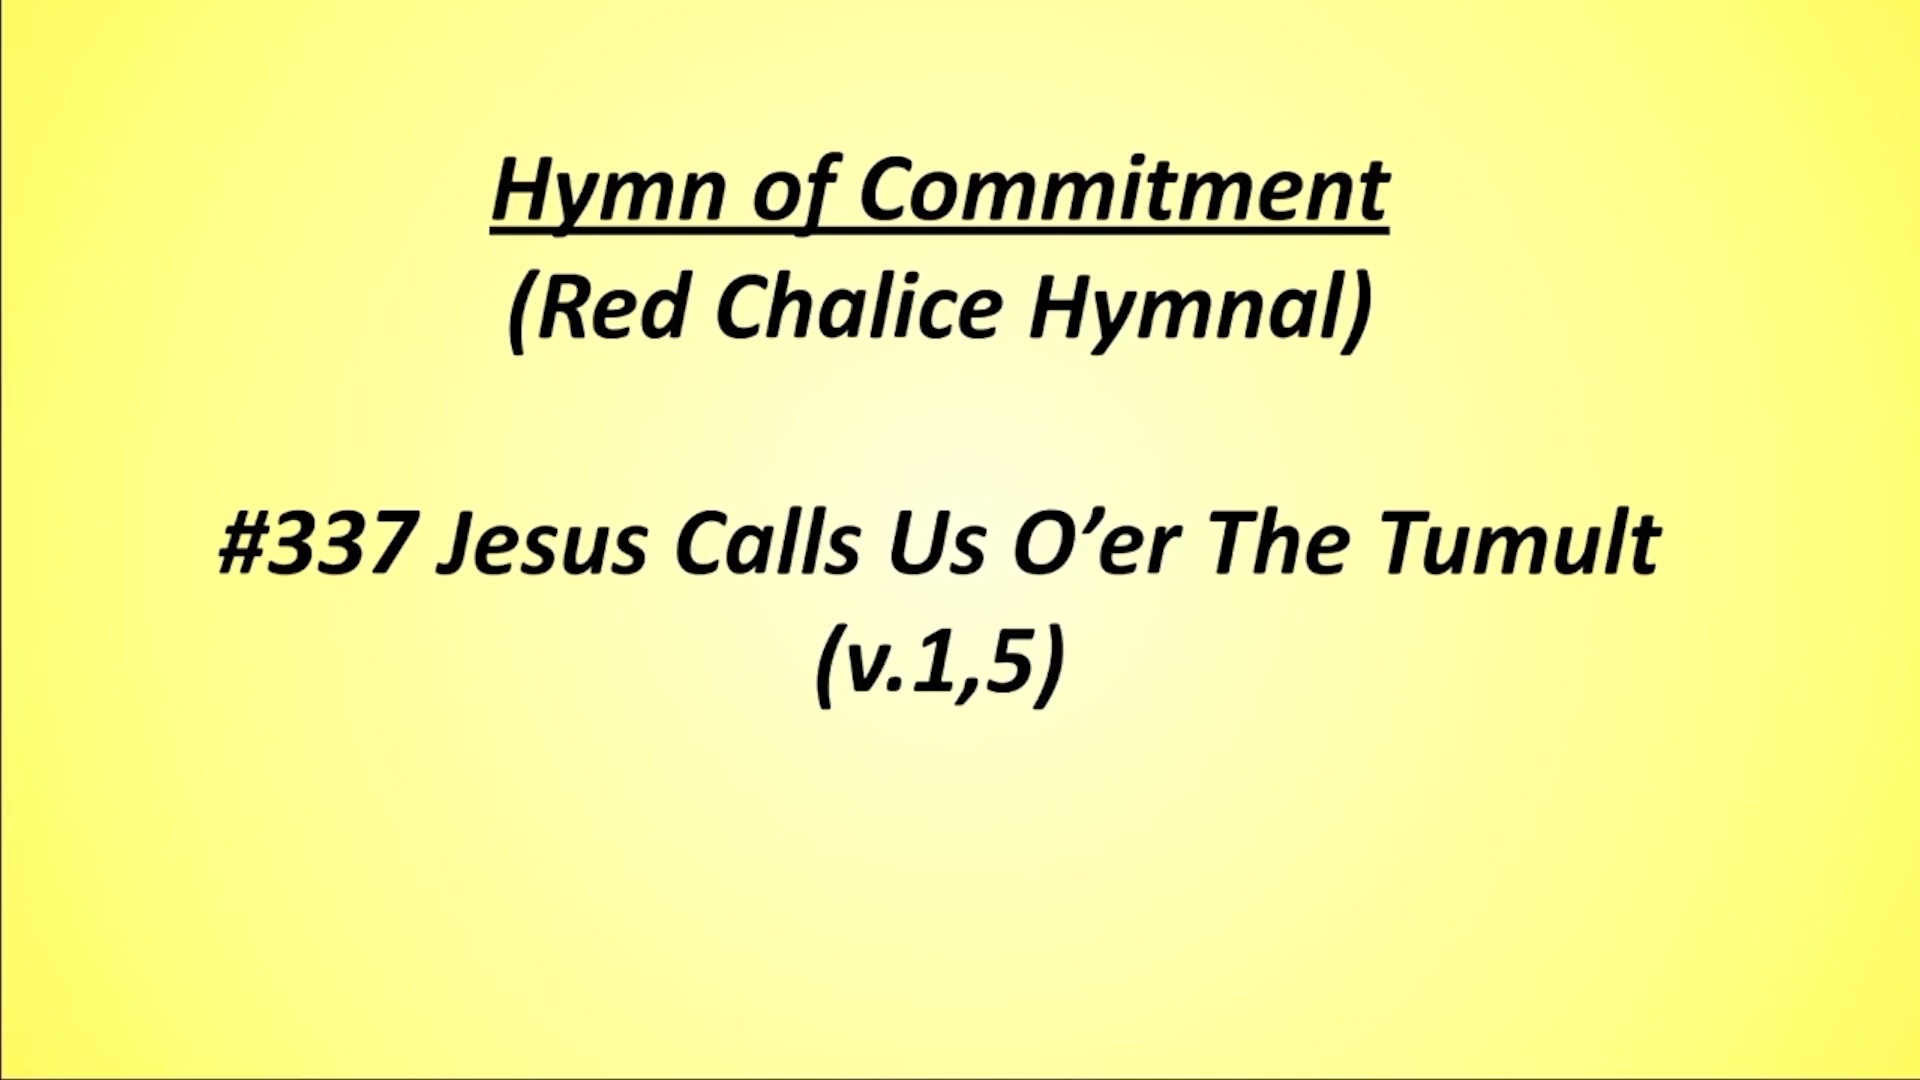 Hymn of Commitment
(Red Chalice Hymnal)
#337 Jesus Calls Us O’er The Tumult
(v.1,5)